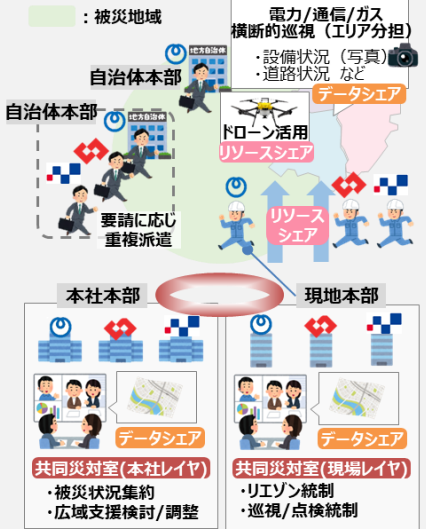 ：被災地域
電力/通信/ガス
横断的巡視（エリア分担）
・設備状況（写真）
・道路状況 など
データシェア
地方自治体
自治体本部
ドローン活用
リソースシェア
自治体本部
地方自治体
要請に応じ
重複派遣
リソース
シェア
本社本部
現地本部
データシェア
データシェア
共同災対室(本社レイヤ)
・被災状況集約
・広域支援検討/調整
共同災対室(現場レイヤ)
・リエゾン統制
・巡視/点検統制